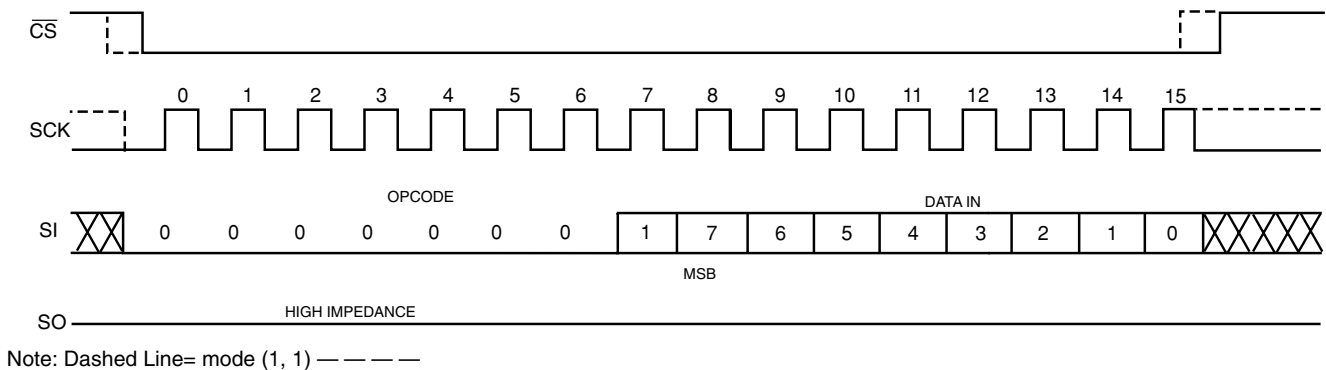 CS
0 1 2 3 4 5 6 7 8 9 10 11 12 13 14 15
SCK
OPCODE
DATA IN
SI
0 0 0 0 0 0 0 1 7 6 5 4 3 2 1 0
MSB
HIGH IMPEDANCE
SO
Note: Dashed Line= mode (1, 1) — — — —